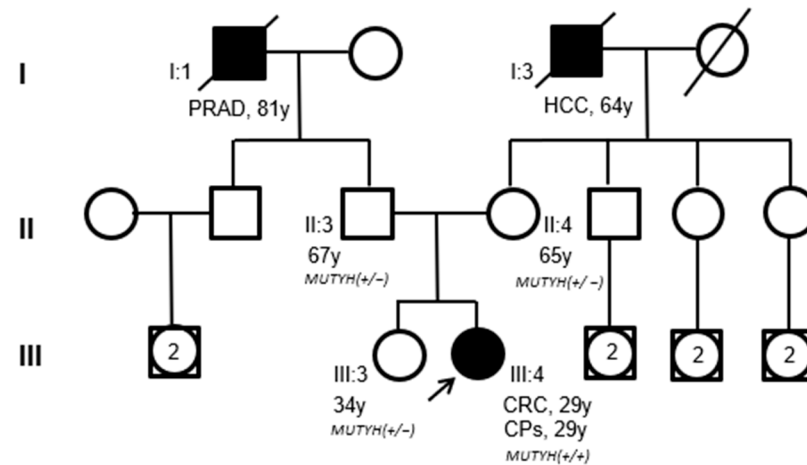 I
I:1
PRAD, 81y
I:3
HCC, 64y
II
II:3
67y
MUTYH(+/−)
II:4
65y
MUTYH(+/−)
III
2
III:3
34y
MUTYH(+/−)
III:4
CRC, 29y
CPs, 29y
MUTYH(+/+)
2
2
2